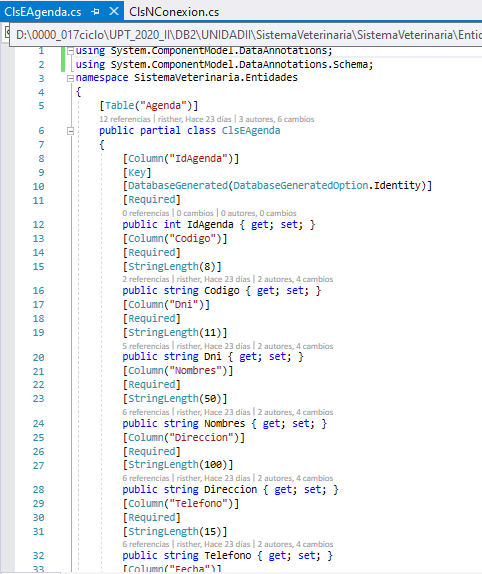 ClsEAgenda.cs ClsNConexion.cs
D:\0000_017ciclo\UPT_2020_II\DB2\UNIDADII\SistemaVeterinaria\SistemaVeterinaria\Entid
1 using System.ComponentModel.DataAnnotations;
2 using System.ComponentModel.DataAnnotations.Schema;
3 namespace SistemaVeterinaria.Entidades
4 {
5 [Table("Agenda")]
12 referencias | risther, Hace 23 días | 3 autores, 6 cambios
6 public partial class ClsEAgenda
7 {
8 [Column("IdAgenda")]
9 [Key]
10 [DatabaseGenerated(DatabaseGeneratedOption.Identity)]
11 [Required]
0 referencias | 0 cambios | 0 autores, 0 cambios
12 public int IdAgenda { get; set; }
13 [Column("Codigo")]
14 [Required]
15 [StringLength(8)]
2 referencias | risther, Hace 23 días | 2 autores, 4 cambios
16 public string Codigo { get; set; }
17 [Column("Dni")]
18 [Required]
19 [StringLength(11)]
5 referencias | risther, Hace 23 días | 2 autores, 4 cambios
20 public string Dni { get; set; }
21 [Column("Nombres")]
22 [Required]
23 [StringLength(50)]
6 referencias | risther, Hace 23 días | 2 autores, 4 cambios
24 public string Nombres { get; set; }
25 [Column("Direccion")]
26 [Required]
27 [StringLength(100)]
6 referencias | risther, Hace 23 días | 2 autores, 4 cambios
28 public string Direccion { get; set; }
29 [Column("Telefono")]
30 [Required]
31 [StringLength(15)]
6 referencias | risther, Hace 23 días | 2 autores, 4 cambios
32 public string Telefono { get; set; }
33 [Column("Fecha")]